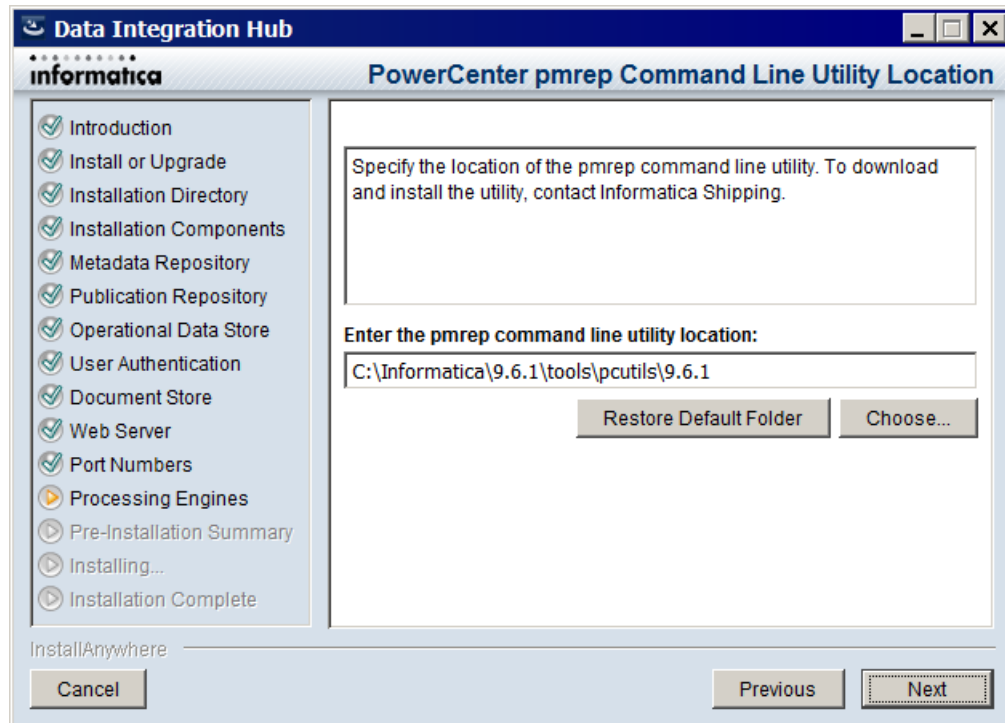 Data Integration Hub
informatica
PowerCenter pmrep Command Line Utility Location
Introduction
Install or Upgrade
Installation Directory
Installation Components
Metadata Repository
Publication Repository
Operational Data Store
User Authentication
Document Store
Web Server
Port Numbers
Processing Engines
Pre-Installation Summary
Installing...
Installation Complete
Specify the location of the pmrep command line utility. To download
and install the utility, contact Informatica Shipping.
Enter the pmrep command line utility location:
C:\Informatica\9.6.1\tools\pcutils\9.6.1
Restore Default Folder
Choose...
InstallAnywhere
Cancel
Previous
Next